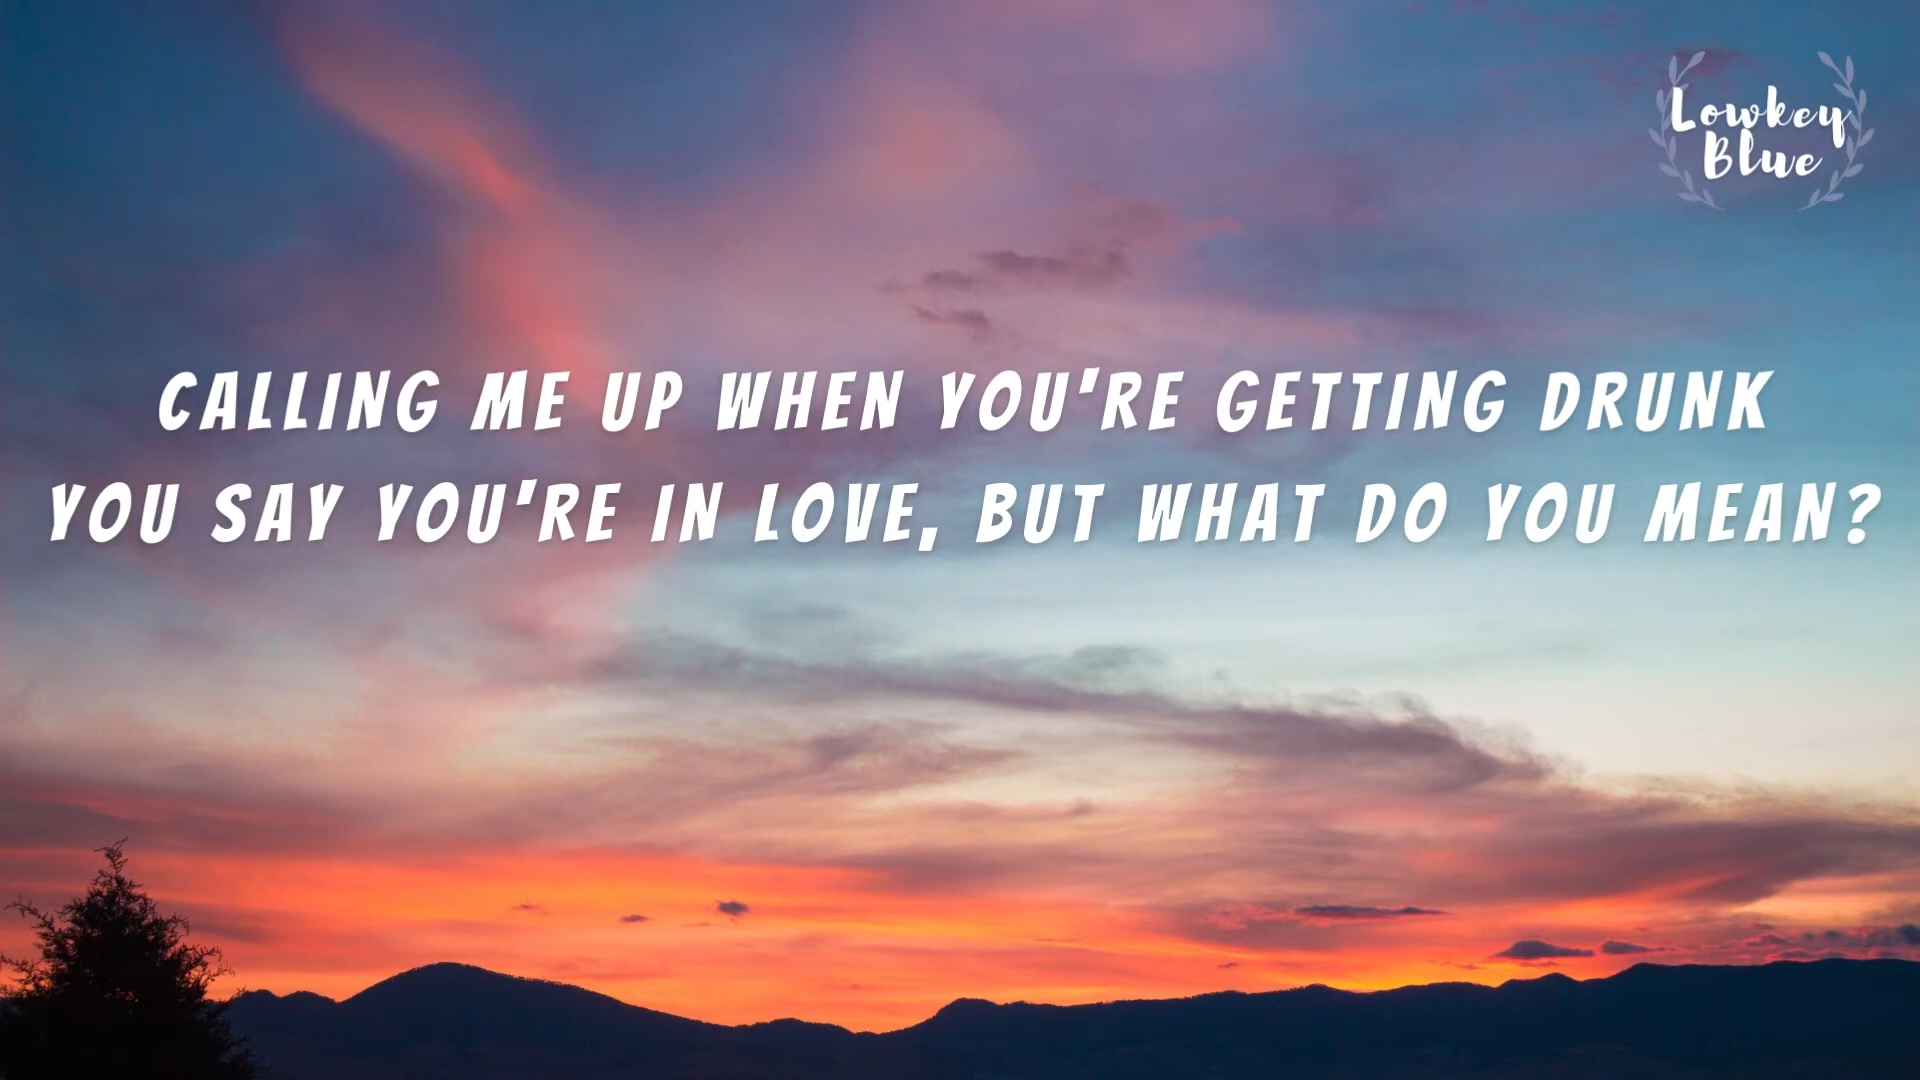 Lowkey
Blue
CALLING ME UP WHEN YOU'RE GETTING DRUNK
YOU SAY YOU'RE IN LOVE, BUT WHAT DO YOU MEAN?